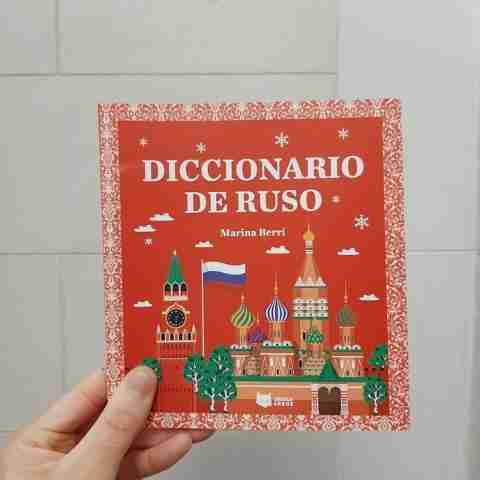 DICCIONARIO
DE RUSO
Marina Berri